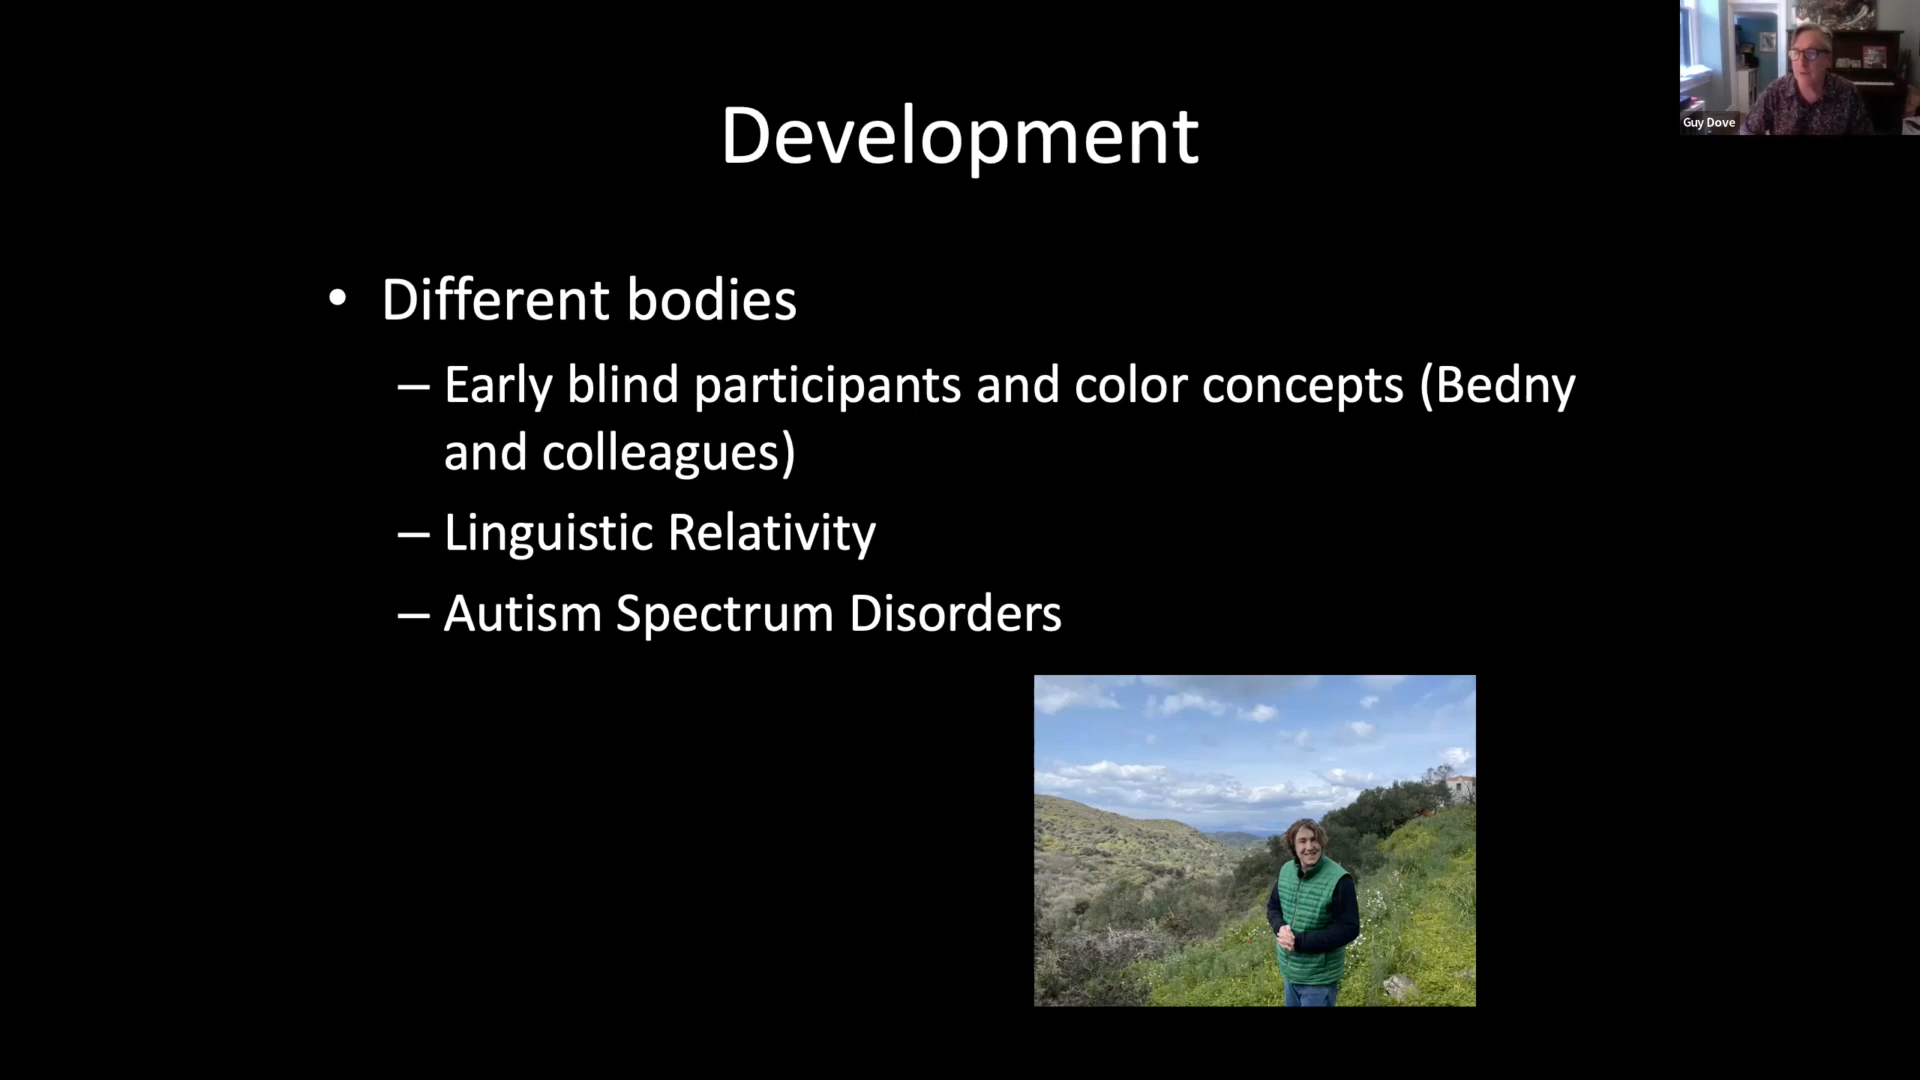 Development
• Different bodies
– Early blind participants and color concepts (Bedny
and colleagues)
– Linguistic Relativity
– Autism Spectrum Disorders
Guy Dove